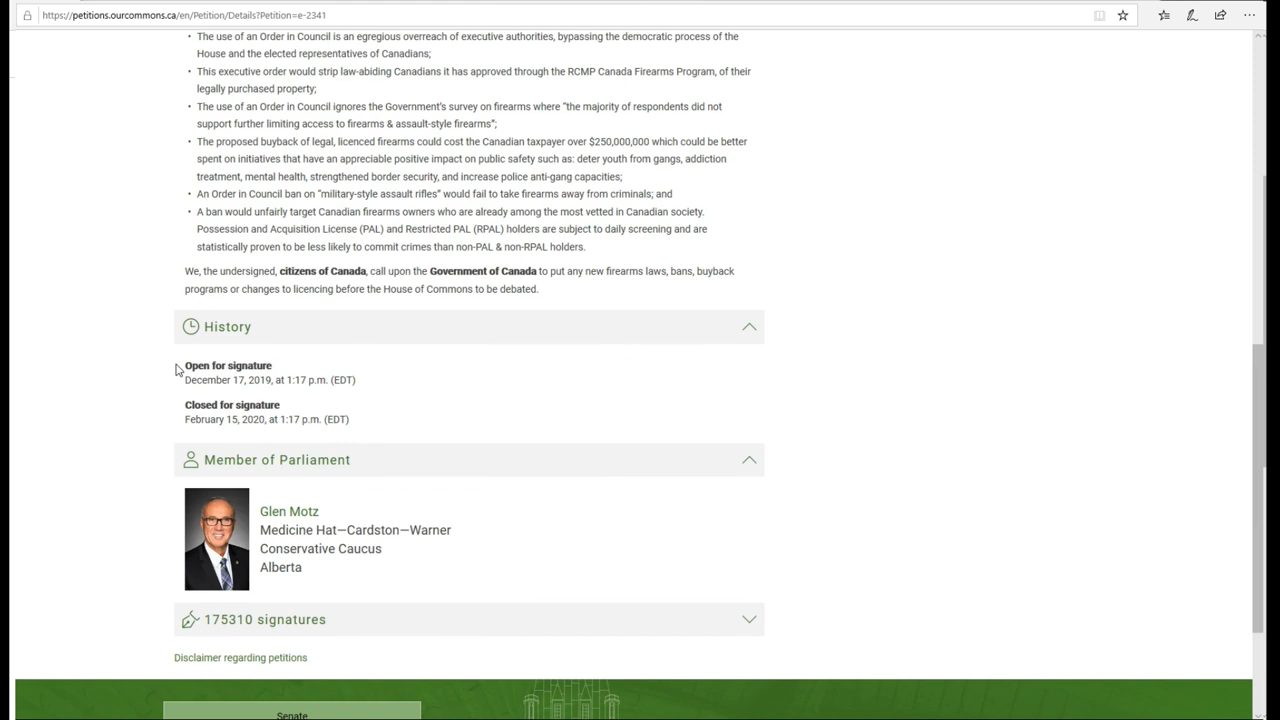 https://petitions.ourcommons.ca/en/Petition/Details?Petition=e-2341
• The use of an Order in Council is an egregious overreach of executive authorities, bypassing the democratic process of the
House and the elected representatives of Canadians;
• This executive order would strip law-abiding Canadians it has approved through the RCMP Canada Firearms Program, of their
legally purchased property;
• The use of an Order in Council ignores the Government's survey on firearms where "the majority of respondents did not
support further limiting access to firearms & assault-style firearms";
• The proposed buyback of legal, licenced firearms could cost the Canadian taxpayer over $250,000,000 which could be better
spent on initiatives that have an appreciable positive impact on public safety such as: deter youth from gangs, addiction
treatment, mental health, strengthened border security, and increase police anti-gang capacities;
• An Order in Council ban on "military-style assault rifles" would fail to take firearms away from criminals; and
• A ban would unfairly target Canadian firearms owners who are already among the most vetted in Canadian society.
Possession and Acquisition License (PAL) and Restricted PAL (RPAL) holders are subject to daily screening and are
statistically proven to be less likely to commit crimes than non-PAL & non-RPAL holders.
We, the undersigned, citizens of Canada, call upon the Government of Canada to put any new firearms laws, bans, buyback
programs or changes to licencing before the House of Commons to be debated.
History
Open for signature
December 17, 2019, at 1:17 p.m. (EDT)
Closed for signature
February 15, 2020, at 1:17 p.m. (EDT)
Member of Parliament
Glen Motz
Medicine Hat—Cardston—Warner
Conservative Caucus
Alberta
175310 signatures
Disclaimer regarding petitions
Senate